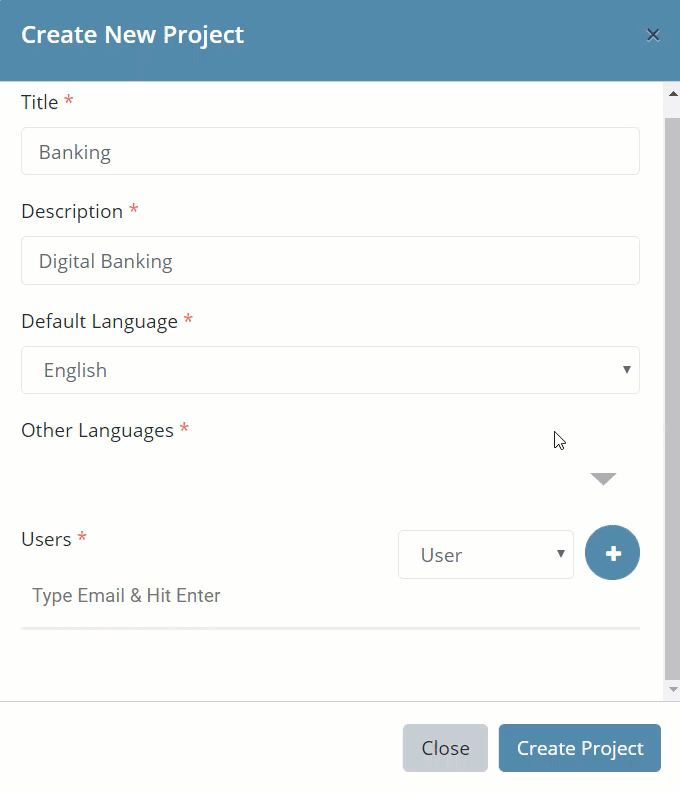 Create New Project
Title *
Banking
Description *
Digital Banking
Default Language *
English
Other Languages *
Users *
User
Type Email & Hit Enter
Close
Create Project